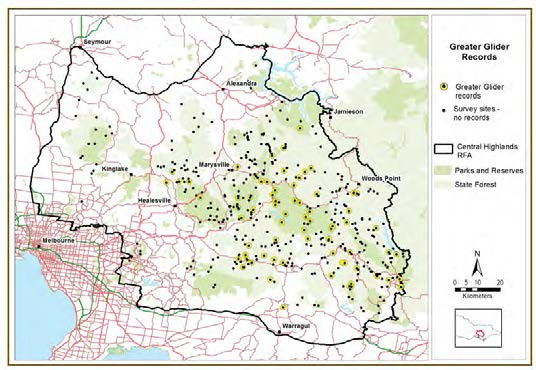 Seymour
Alexandra
Jamieson
Kinglake
Marysville
Woods Point
Healesville
Melbourne
Warragul
Greater Glider
Records
Greater Glider
records
Survey sites -
no records
Central Highlands
RFA
Parks and Reserves
State Forest
N
0 5 10 20
Kilometers